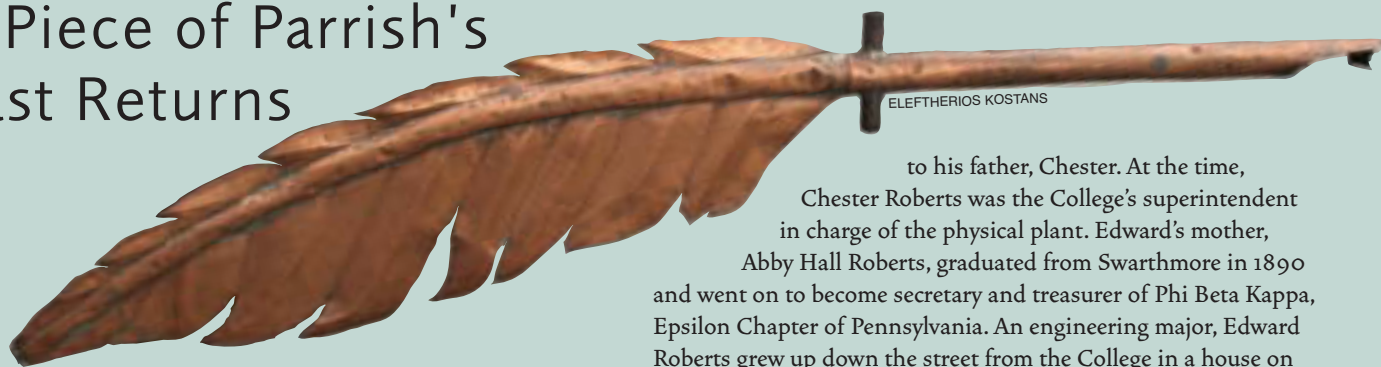 Piece of Parrish's
Returns
ELEFTHERIOS KOSTANS
to his father, Chester. At the time,
Chester Roberts was the College's superintendent
in charge of the physical plant. Edward's mother,
Abby Hall Roberts, graduated from Swarthmore in 1890
and went on to become secretary and treasurer of Phi Beta Kappa,
Epsilon Chapter of Pennsylvania. An engineering major, Edward
Roberts grew up down the street from the College in a house on